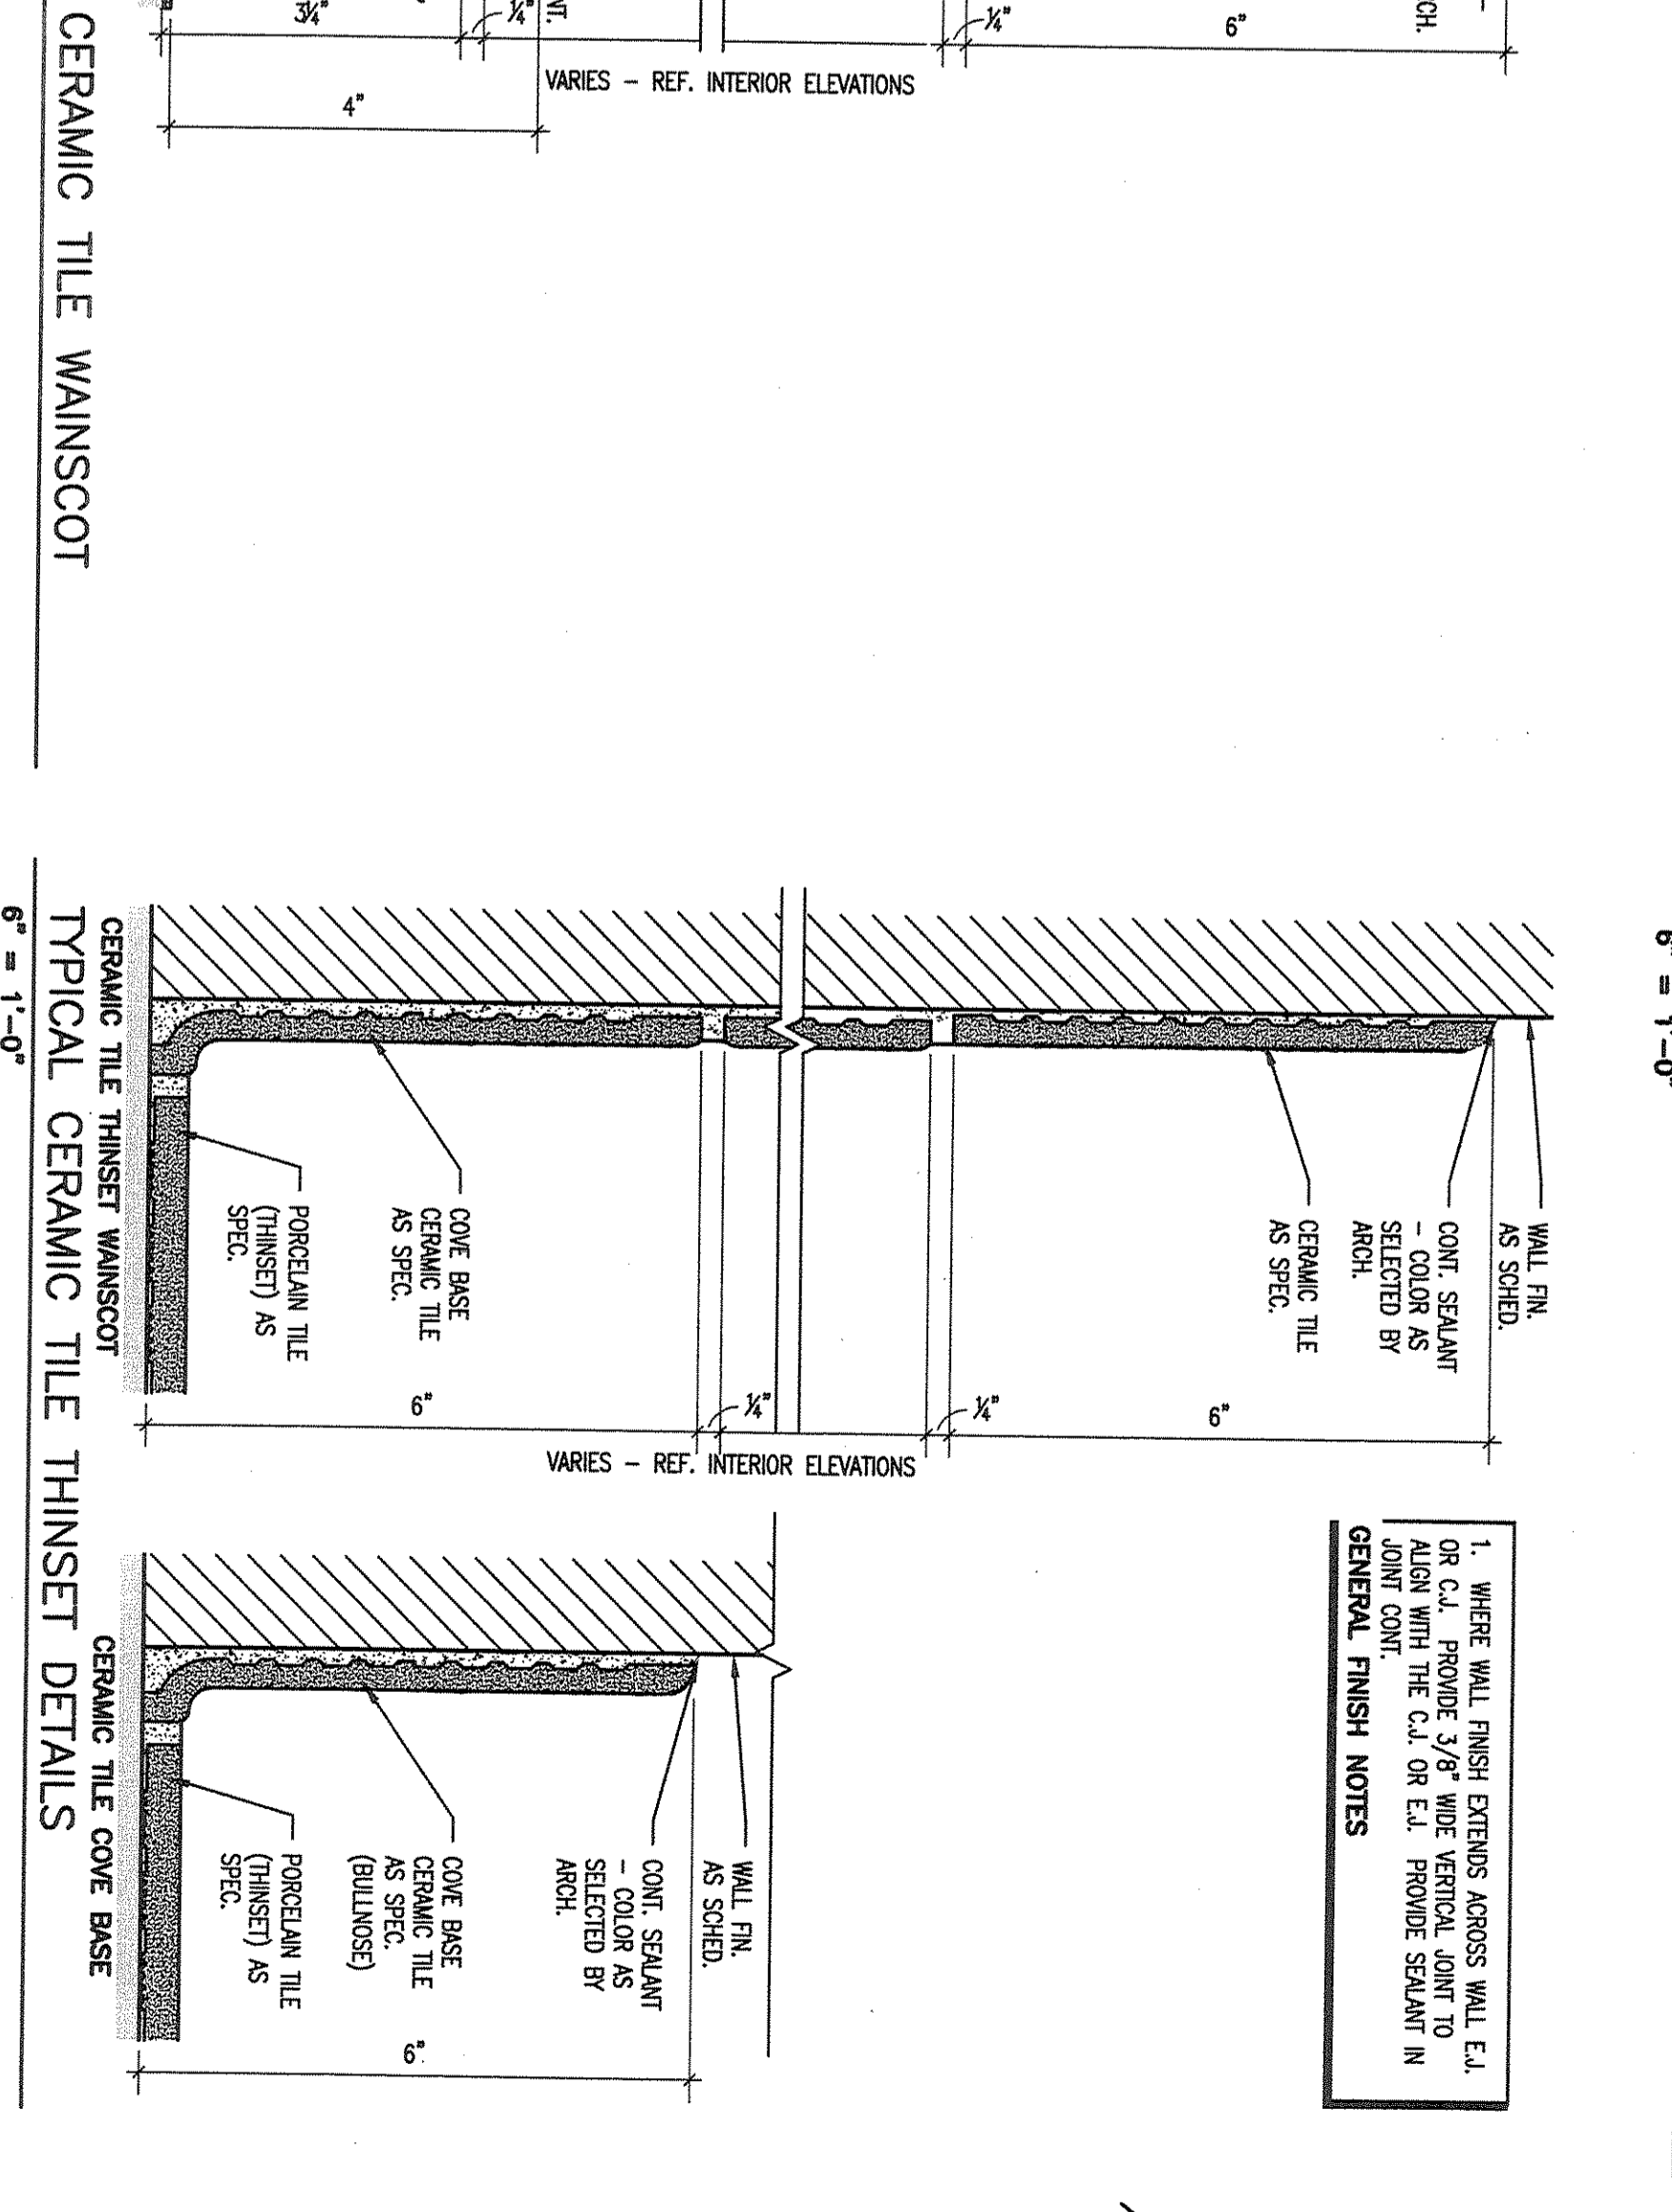 6" = 1'-0"
1. WHERE WALL FINISH EXTENDS ACROSS WALL E.J.
OR C.J. PROVIDE 3/8" WIDE VERTICAL JOINT TO
ALIGN WITH THE C.J. OR E.J. PROVIDE SEALANT IN
JOINT CONT.
GENERAL FINISH NOTES
CH.
6"
1/4"
VARIES – REF. INTERIOR ELEVATIONS
NT.
1/4"
3 1/4"
4"
CERAMIC TILE WAINSCOT
WALL FIN.
AS SCHED.
CONT. SEALANT
– COLOR AS
SELECTED BY
ARCH.
CERAMIC TILE
AS SPEC.
COVE BASE
CERAMIC TILE
AS SPEC.
PORCELAIN TILE
(THINSET) AS
SPEC.
6"
1/4"
1/4"
6"
VARIES – REF. INTERIOR ELEVATIONS
CERAMIC TILE THINSET WAINSCOT
WALL FIN.
AS SCHED.
CONT. SEALANT
– COLOR AS
SELECTED BY
ARCH.
COVE BASE
CERAMIC TILE
AS SPEC.
(BULLNOSE)
PORCELAIN TILE
(THINSET) AS
SPEC.
6"
CERAMIC TILE COVE BASE
TYPICAL CERAMIC TILE THINSET DETAILS
6" = 1'-0"